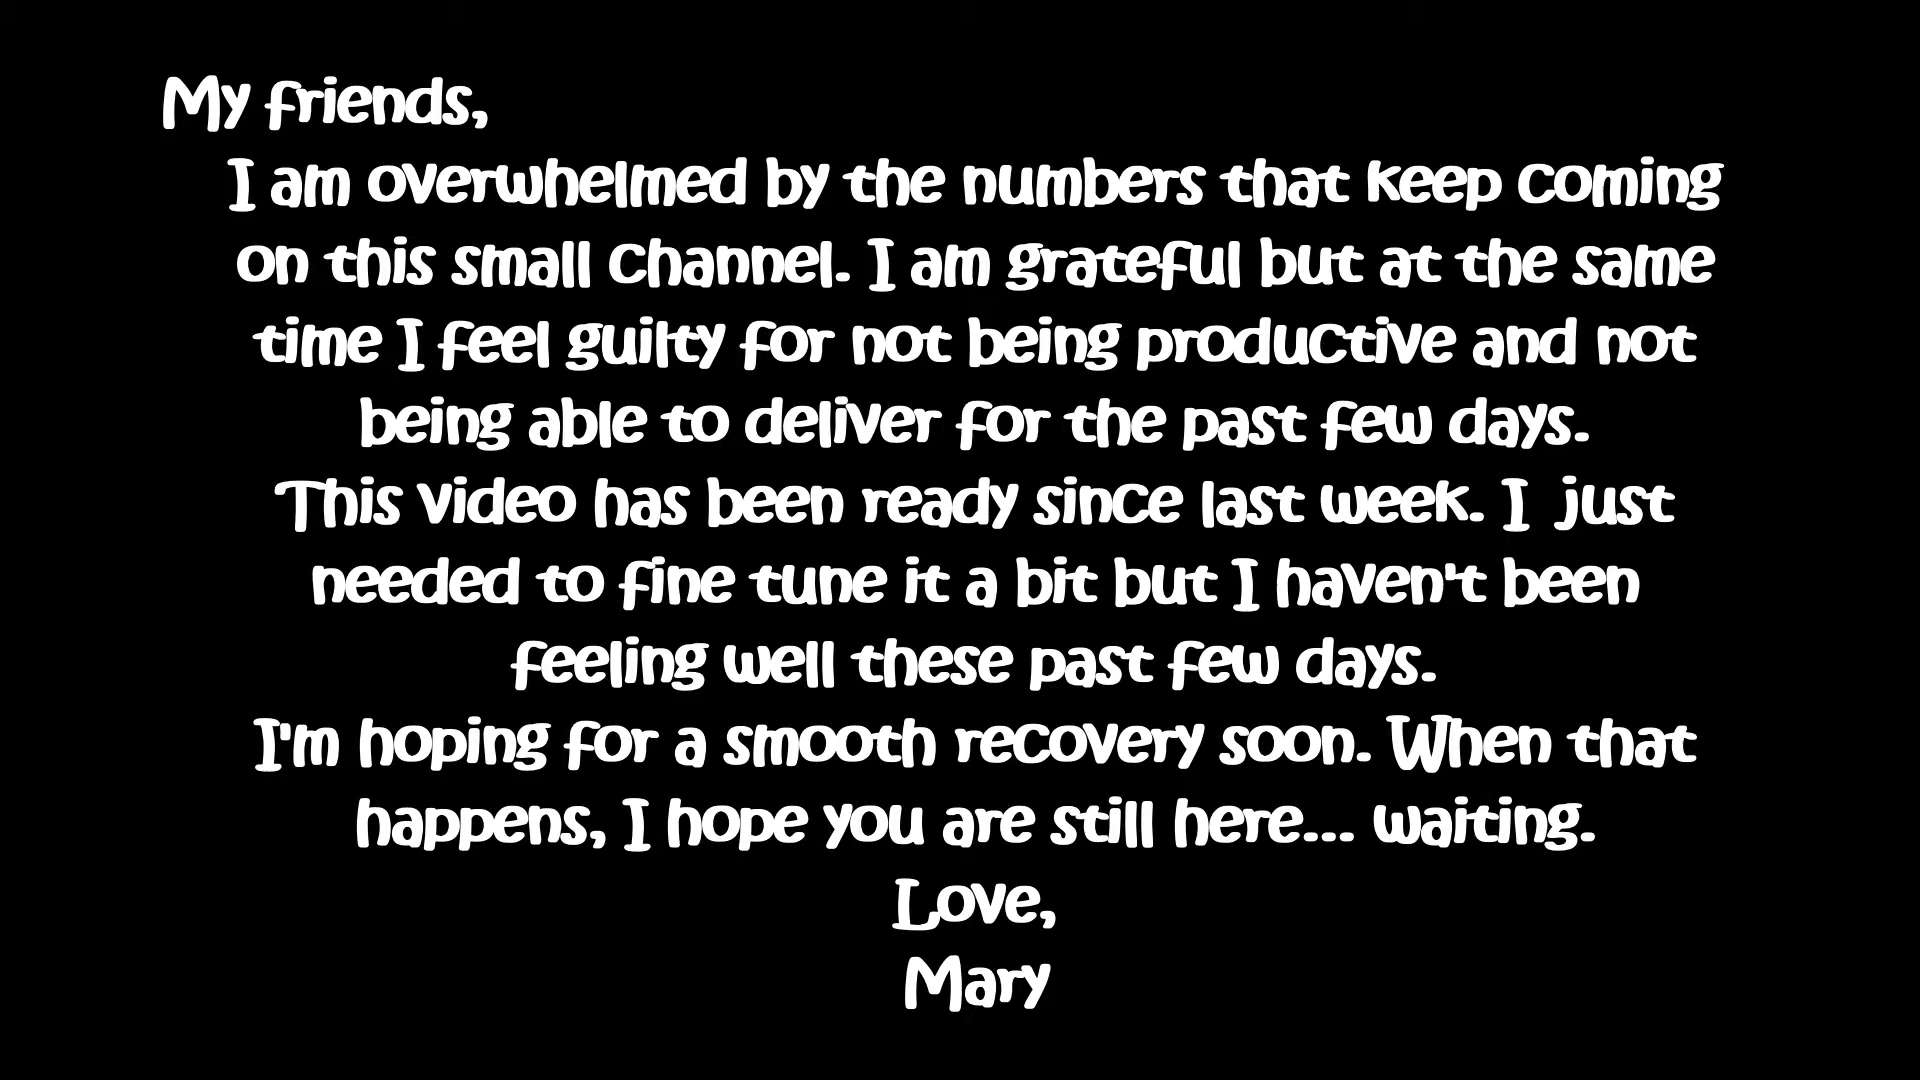 My friends,
I am overwhelmed by the numbers that keep coming
on this small channel. I am grateful but at the same
time I feel guilty for not being productive and not
being able to deliver for the past few days.
This video has been ready since last week. I  just
needed to fine tune it a bit but I haven't been
feeling well these past few days.
I'm hoping for a smooth recovery soon. When that
happens, I hope you are still here... waiting.
Love,
Mary